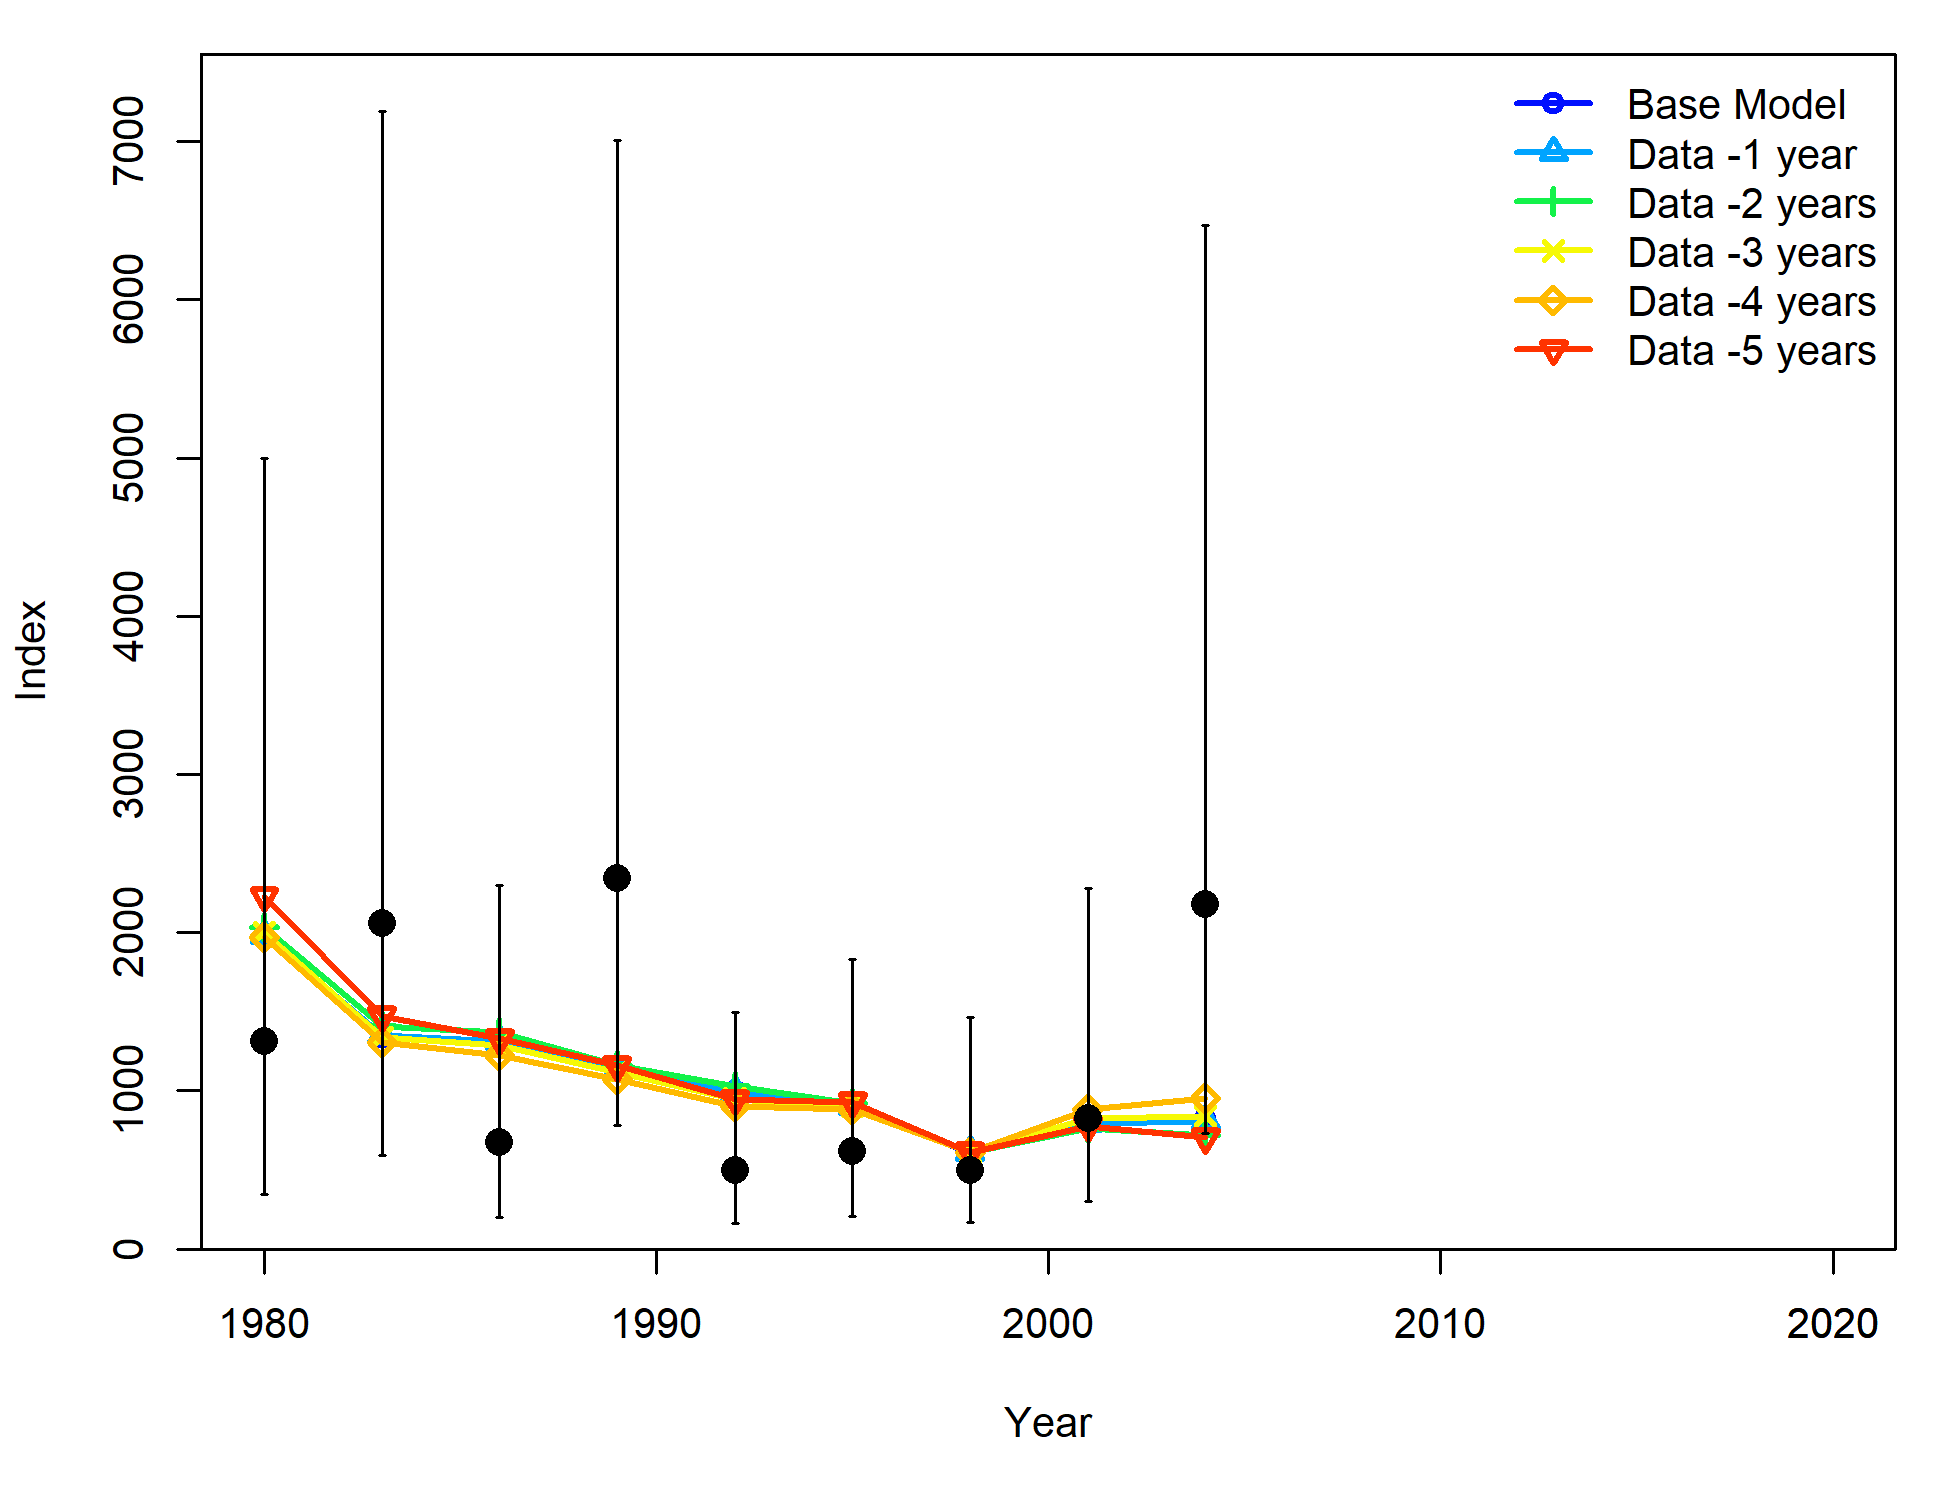 Base Model
Data -1 year
Data -2 years
Data -3 years
Data -4 years
Data -5 years
7000
6000
5000
4000
3000
2000
1000
0
Index
1980 1990 2000 2010 2020
Year